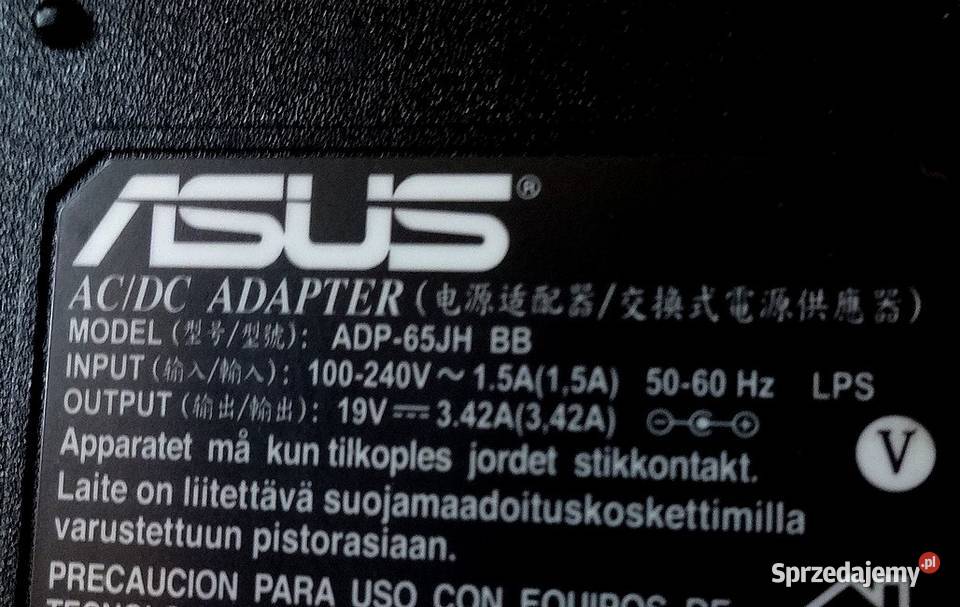 ASUS®
AC/DC ADAPTER (电源适配器/交换式電源供應器)
MODEL (型号/型號): ADP-65JH BB
INPUT (输入/輸入): 100-240V ~ 1.5A(1,5A) 50-60 Hz LPS
OUTPUT (输出/輸出): 19V ⎓ 3.42A(3,42A)
V
Apparatet må kun tilkoples jordet stikkontakt.
Laite on liitettävä suojamaadoituskoskettimilla
varustettuun pistorasiaan.
PRECAUCION PARA USO CON EQUIPOS DE
Sprzedajemy.pl